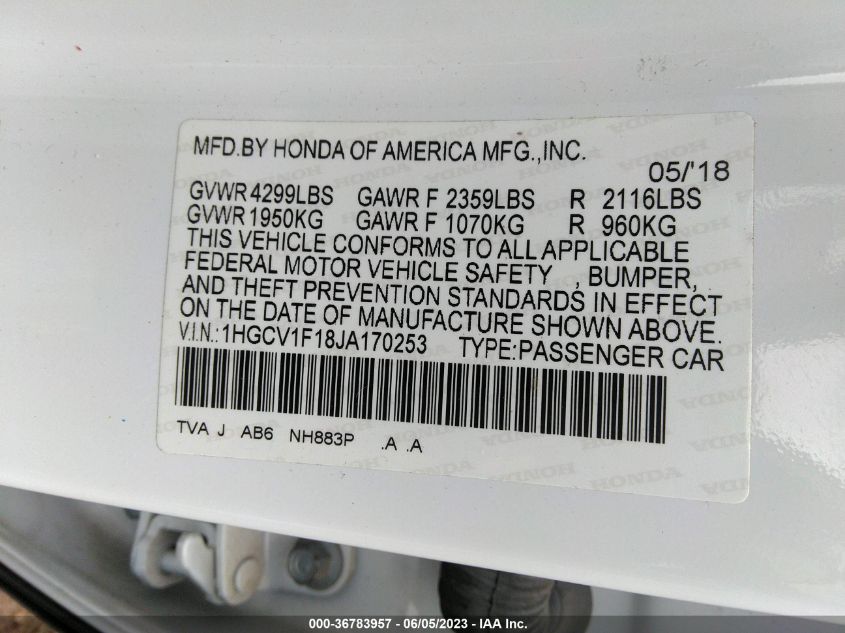 MFD.BY HONDA OF AMERICA MFG.,INC.
05/'18
GVWR 4299LBS GAWR F 2359LBS R 2116LBS
GVWR 1950KG GAWR F 1070KG R 960KG
THIS VEHICLE CONFORMS TO ALL APPLICABLE
FEDERAL MOTOR VEHICLE SAFETY , BUMPER,
AND THEFT PREVENTION STANDARDS IN EFFECT
ON THE DATE OF MANUFACTURE SHOWN ABOVE.
V.I.N.:1HGCV1F18JA170253 TYPE:PASSENGER CAR
TVA J AB6 NH883P .A .A
000-36783957 / 06/05/2023 - IAA Inc.